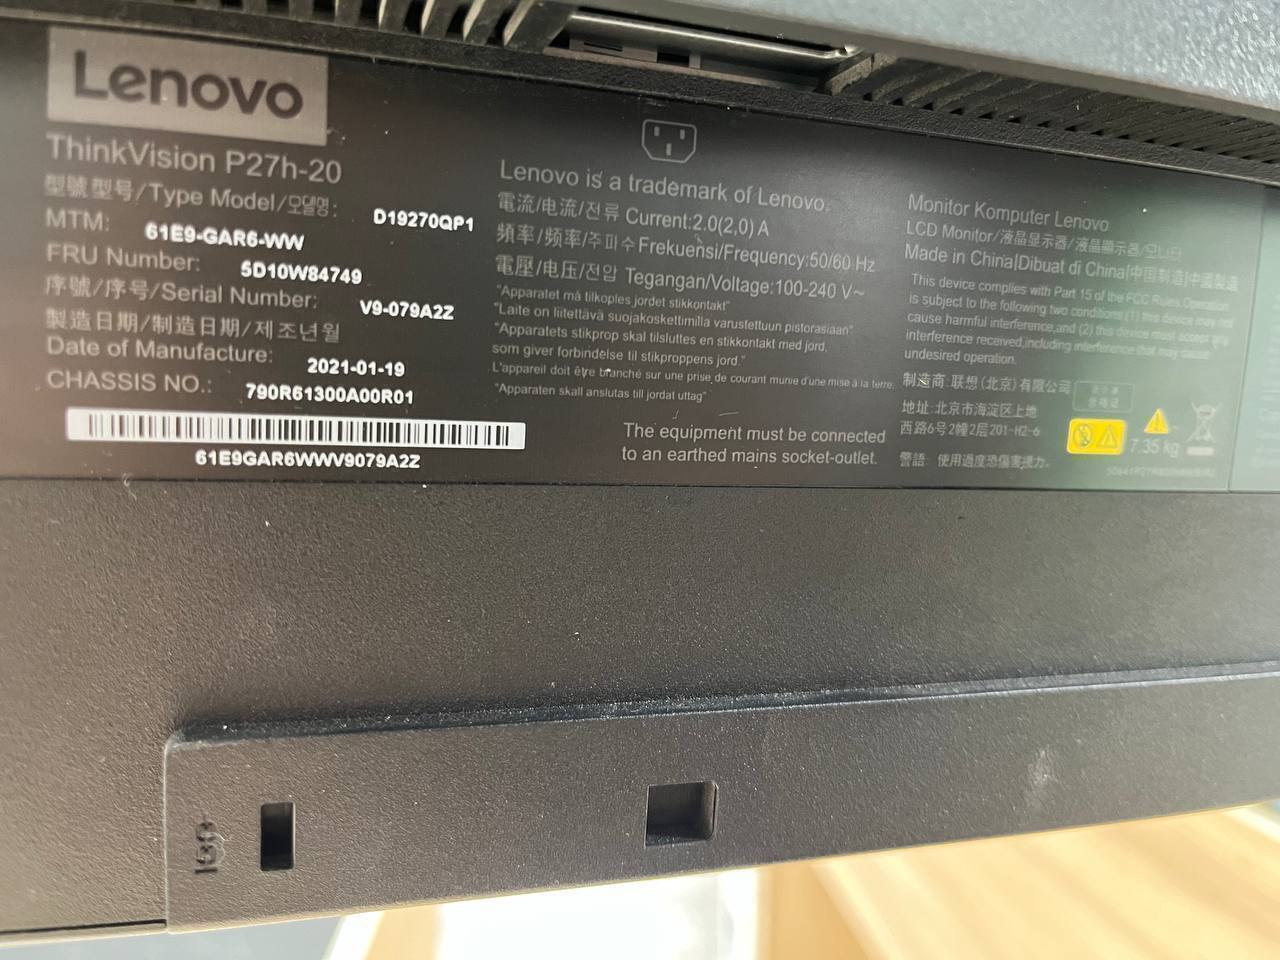 Lenovo
ThinkVision P27h-20
型號型号/Type Model/모델명: D19270QP1
MTM: 61E9-GAR6-WW
FRU Number: 5D10W84749
序號/序号/Serial Number: V9-079A2Z
製造日期/制造日期/제조년월
Date of Manufacture: 2021-01-19
CHASSIS NO.: 790R61300A00R01
61E9GAR6WWV9079A2Z
Lenovo is a trademark of Lenovo.
電流/电流/전류 Current:2.0(2,0) A
頻率/频率/주파수 Frekuensi/Frequency:50/60 Hz
電壓/电压/전압 Tegangan/Voltage:100-240 V~
"Apparatet må tilkoples jordet stikkontakt"
"Laite on liitettävä suojakoskettimilla varustettuun pistorasiaan"
"Apparatets stikprop skal tilsluttes en stikkontakt med jord,
som giver forbindelse til stikproppens jord."
L'appareil doit être branché sur une prise de courant munie d'une mise à la terre.
"Apparaten skall anslutas till jordat uttag"
The equipment must be connected
to an earthed mains socket-outlet.
Monitor Komputer Lenovo
LCD Monitor/液晶显示器/液晶顯示器/모니터
Made in China|Dibuat di China|中国制造|中國製造
This device complies with Part 15 of the FCC Rules.Operation
is subject to the following two conditions:(1) this device may not
cause harmful interference,and (2) this device must accept any
interference received,including interference that may cause
undesired operation.
制造商:联想(北京)有限公司
地址:北京市海淀区上地
西路6号2幢2层201-H2-6
警語: 使用過度恐傷害視力。
7.35 kg